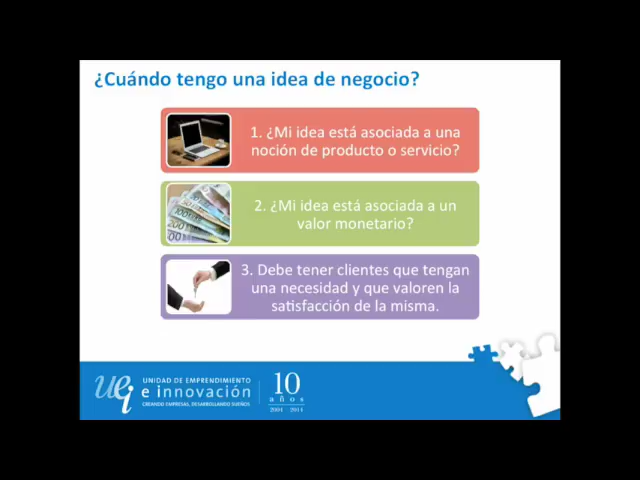 ¿Cuándo tengo una idea de negocio?
1. ¿Mi idea está asociada a una
noción de producto o servicio?
2. ¿Mi idea está asociada a un
valor monetario?
3. Debe tener clientes que tengan
una necesidad y que valoren la
satisfacción de la misma.
uei
UNIDAD DE EMPRENDIMIENTO
e innovación
CREANDO EMPRESAS, DESARROLLANDO SUEÑOS
10
años
2004 - 2014